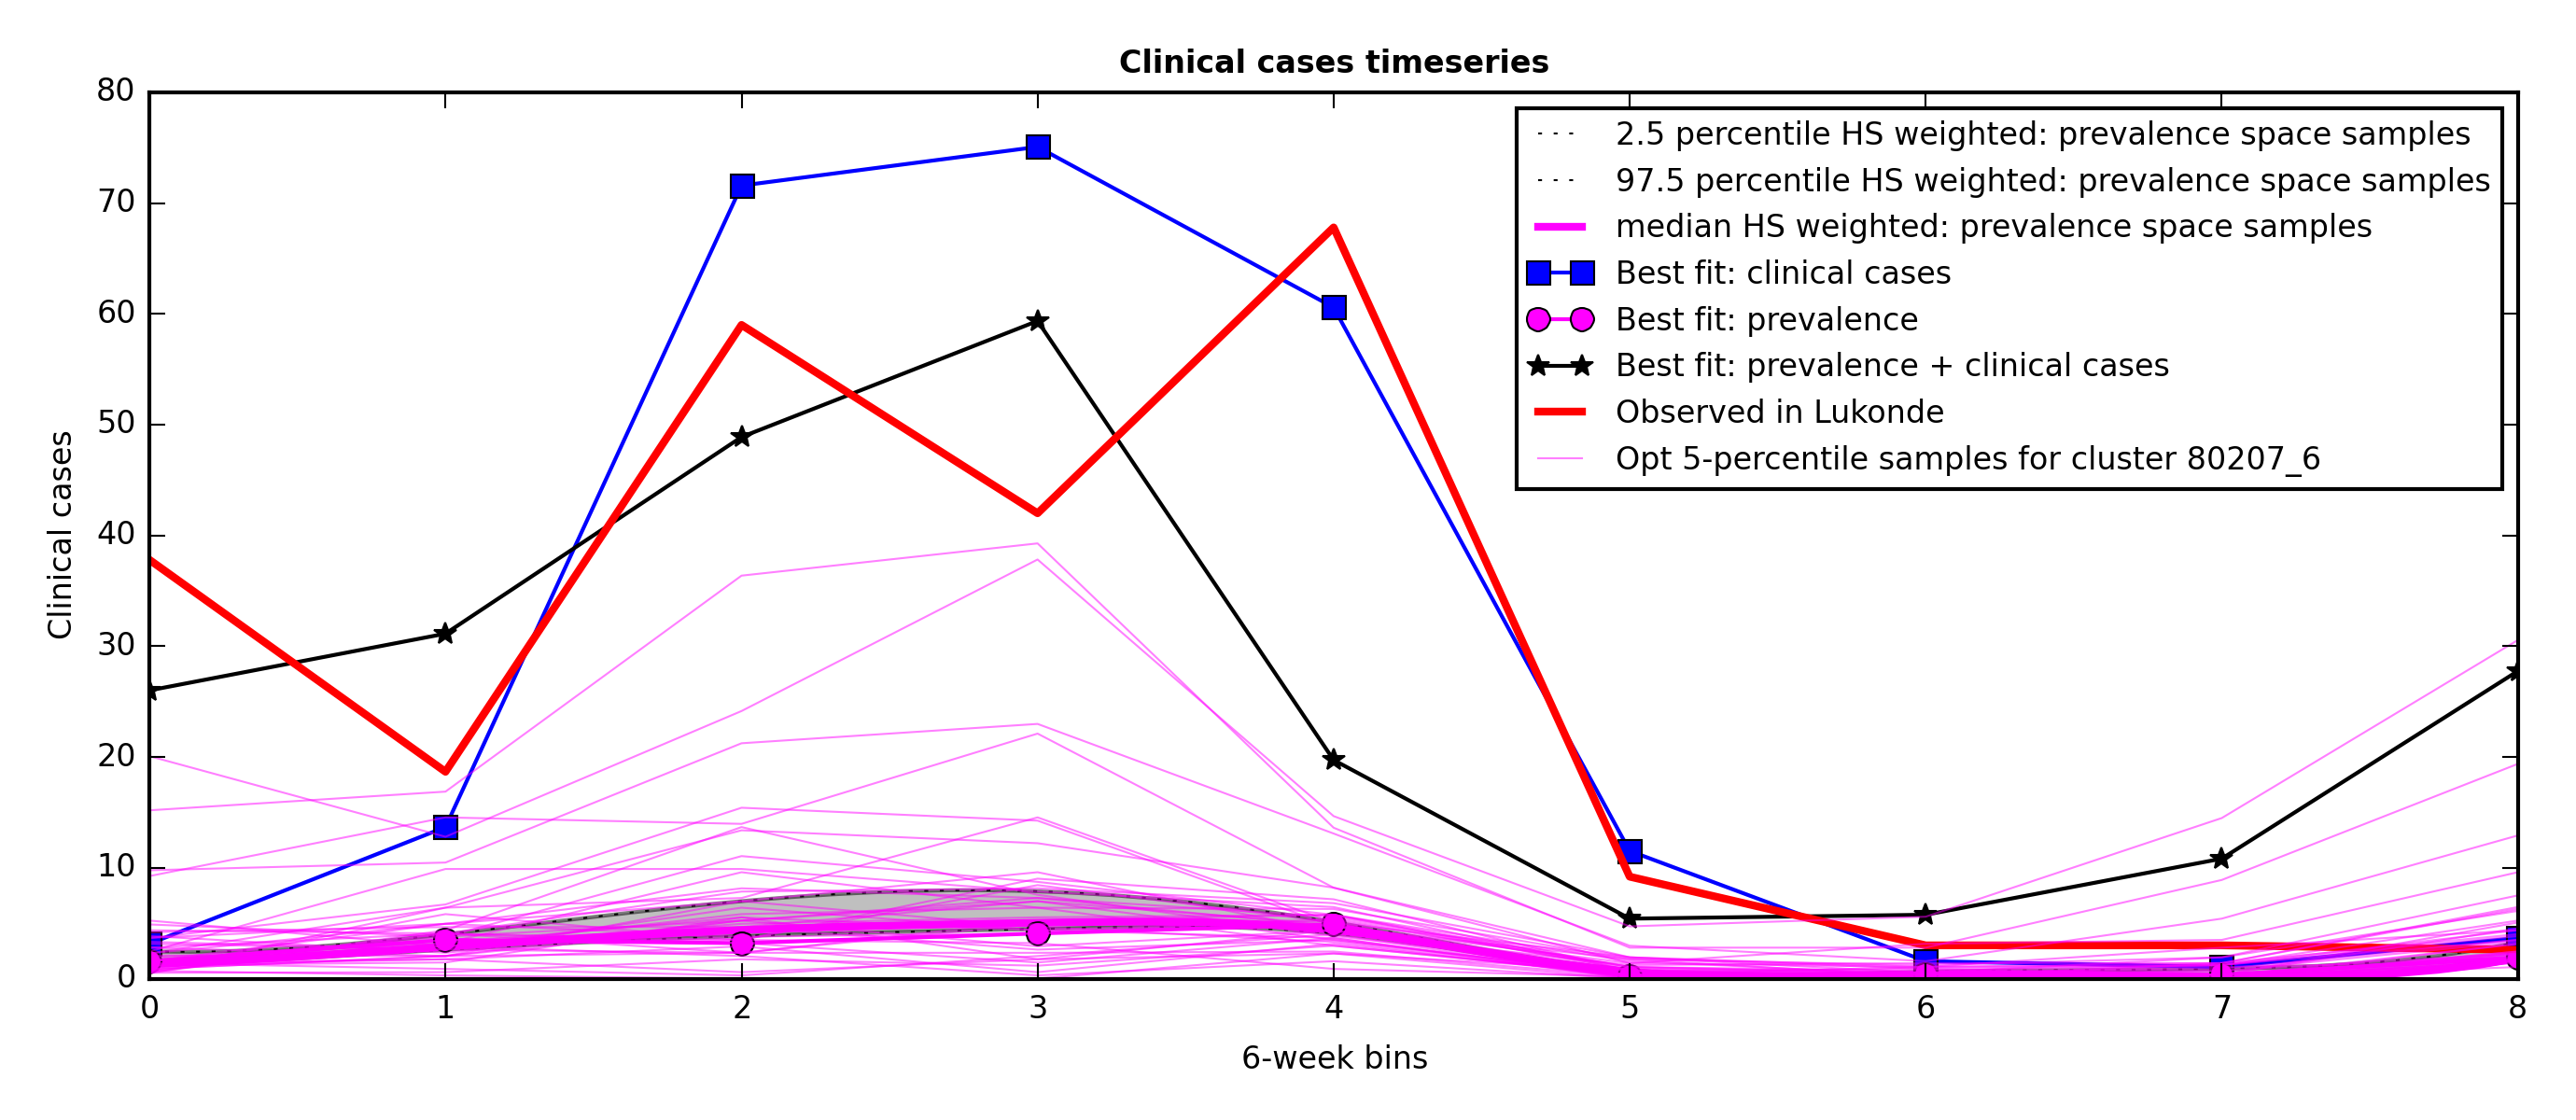 Clinical cases timeseries
80
70
60
50
40
30
20
10
0
Clinical cases
2.5 percentile HS weighted: prevalence space samples
97.5 percentile HS weighted: prevalence space samples
median HS weighted: prevalence space samples
Best fit: clinical cases
Best fit: prevalence
Best fit: prevalence + clinical cases
Observed in Lukonde
Opt 5-percentile samples for cluster 80207_6
0 1 2 3 4 5 6 7 8
6-week bins